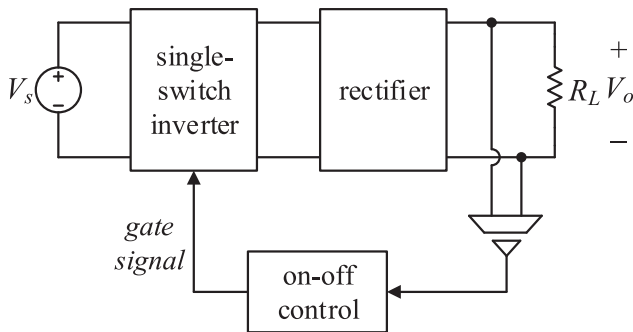 single-
switch
inverter
rectifier
+
−
V_s
+
R_L V_o
−
gate
signal
on-off
control